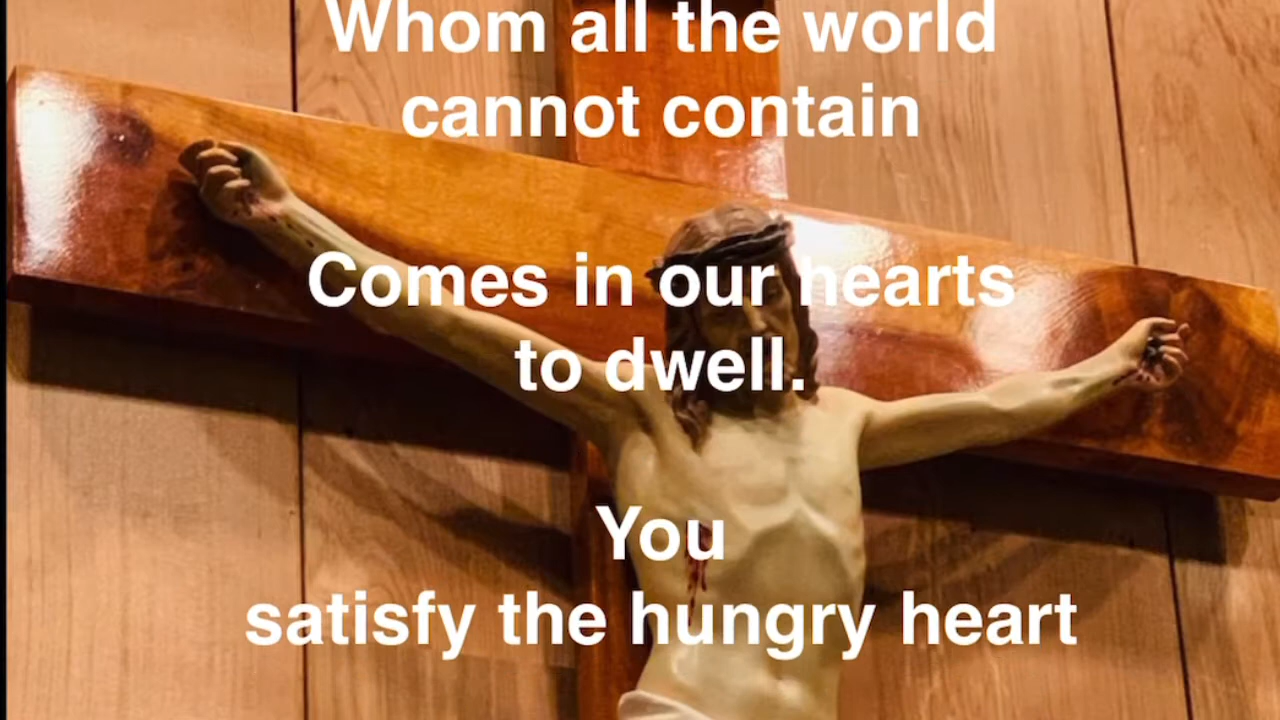 Whom all the world
cannot contain
Comes in our hearts
to dwell.
You
satisfy the hungry heart